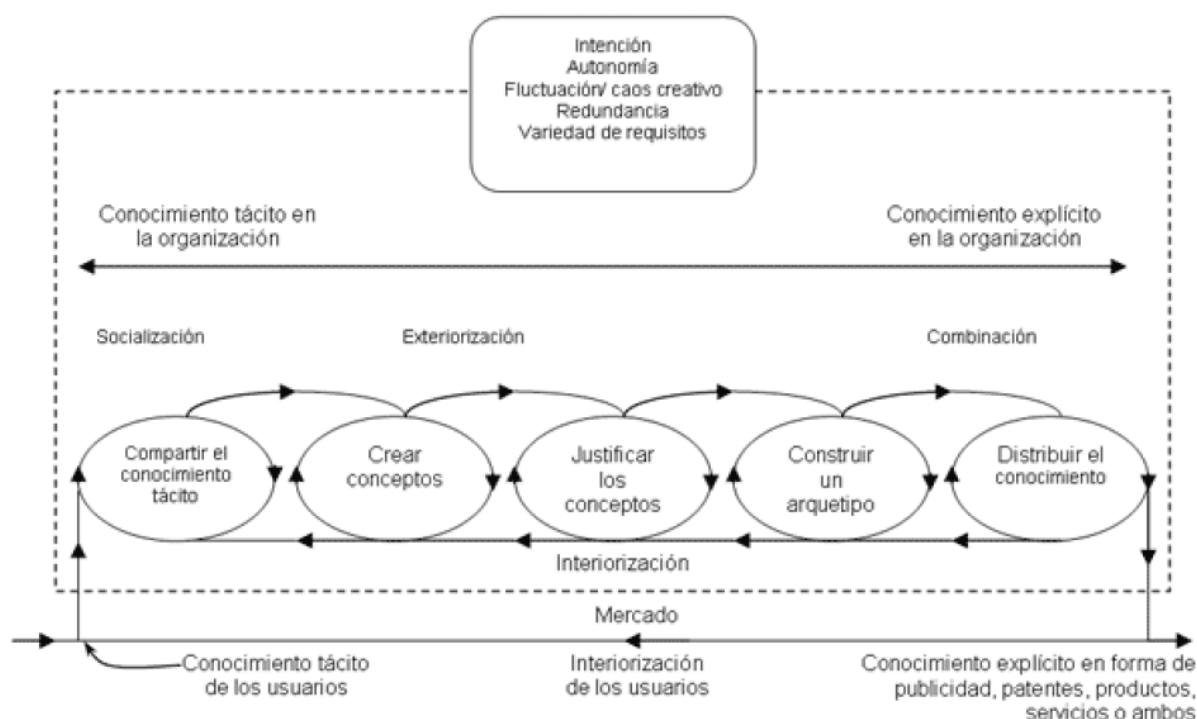 Intención
Autonomía
Fluctuación/ caos creativo
Redundancia
Variedad de requisitos
Conocimiento tácito en
la organización
Conocimiento explícito
en la organización
Socialización
Exteriorización
Combinación
Compartir el
conocimiento
tácito
Crear
conceptos
Justificar
los
conceptos
Construir
un
arquetipo
Distribuir el
conocimiento
Interiorización
Mercado
Conocimiento tácito
de los usuarios
Interiorización
de los usuarios
Conocimiento explícito en forma de
publicidad, patentes, productos,
servicios o ambos